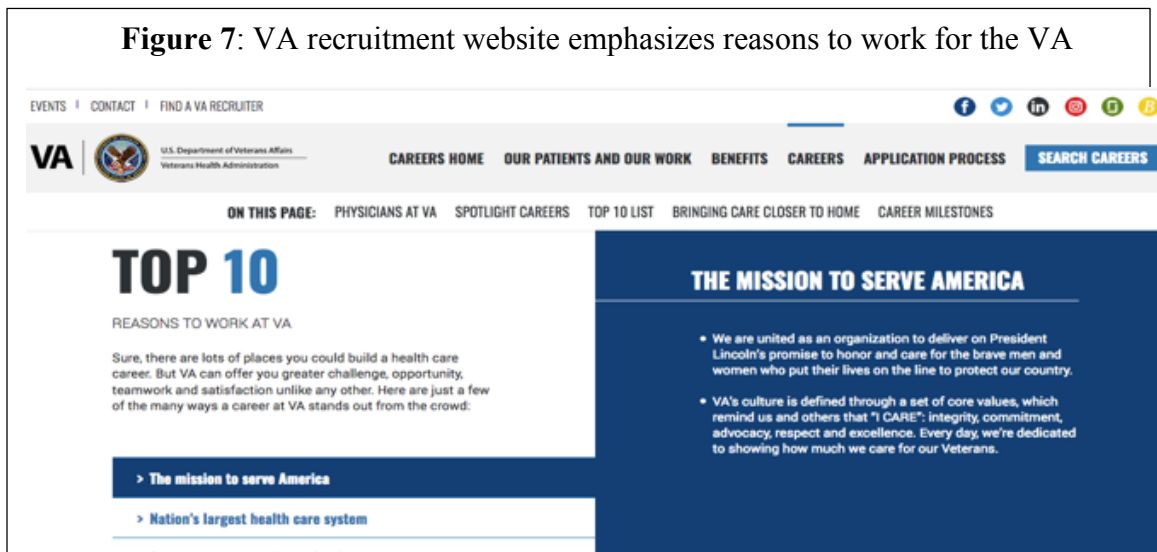 Figure 7: VA recruitment website emphasizes reasons to work for the VA
EVENTS | CONTACT | FIND A VA RECRUITER
VA | U.S. Department of Veterans Affairs
Veterans Health Administration
CAREERS HOME OUR PATIENTS AND OUR WORK BENEFITS CAREERS APPLICATION PROCESS SEARCH CAREERS
ON THIS PAGE: PHYSICIANS AT VA SPOTLIGHT CAREERS TOP 10 LIST BRINGING CARE CLOSER TO HOME CAREER MILESTONES
TOP 10
REASONS TO WORK AT VA
Sure, there are lots of places you could build a health care
career. But VA can offer you greater challenge, opportunity,
teamwork and satisfaction unlike any other. Here are just a few
of the many ways a career at VA stands out from the crowd:
> The mission to serve America
> Nation's largest health care system
THE MISSION TO SERVE AMERICA
• We are united as an organization to deliver on President
Lincoln's promise to honor and care for the brave men and
women who put their lives on the line to protect our country.
• VA's culture is defined through a set of core values, which
remind us and others that "I CARE": integrity, commitment,
advocacy, respect and excellence. Every day, we're dedicated
to showing how much we care for our Veterans.